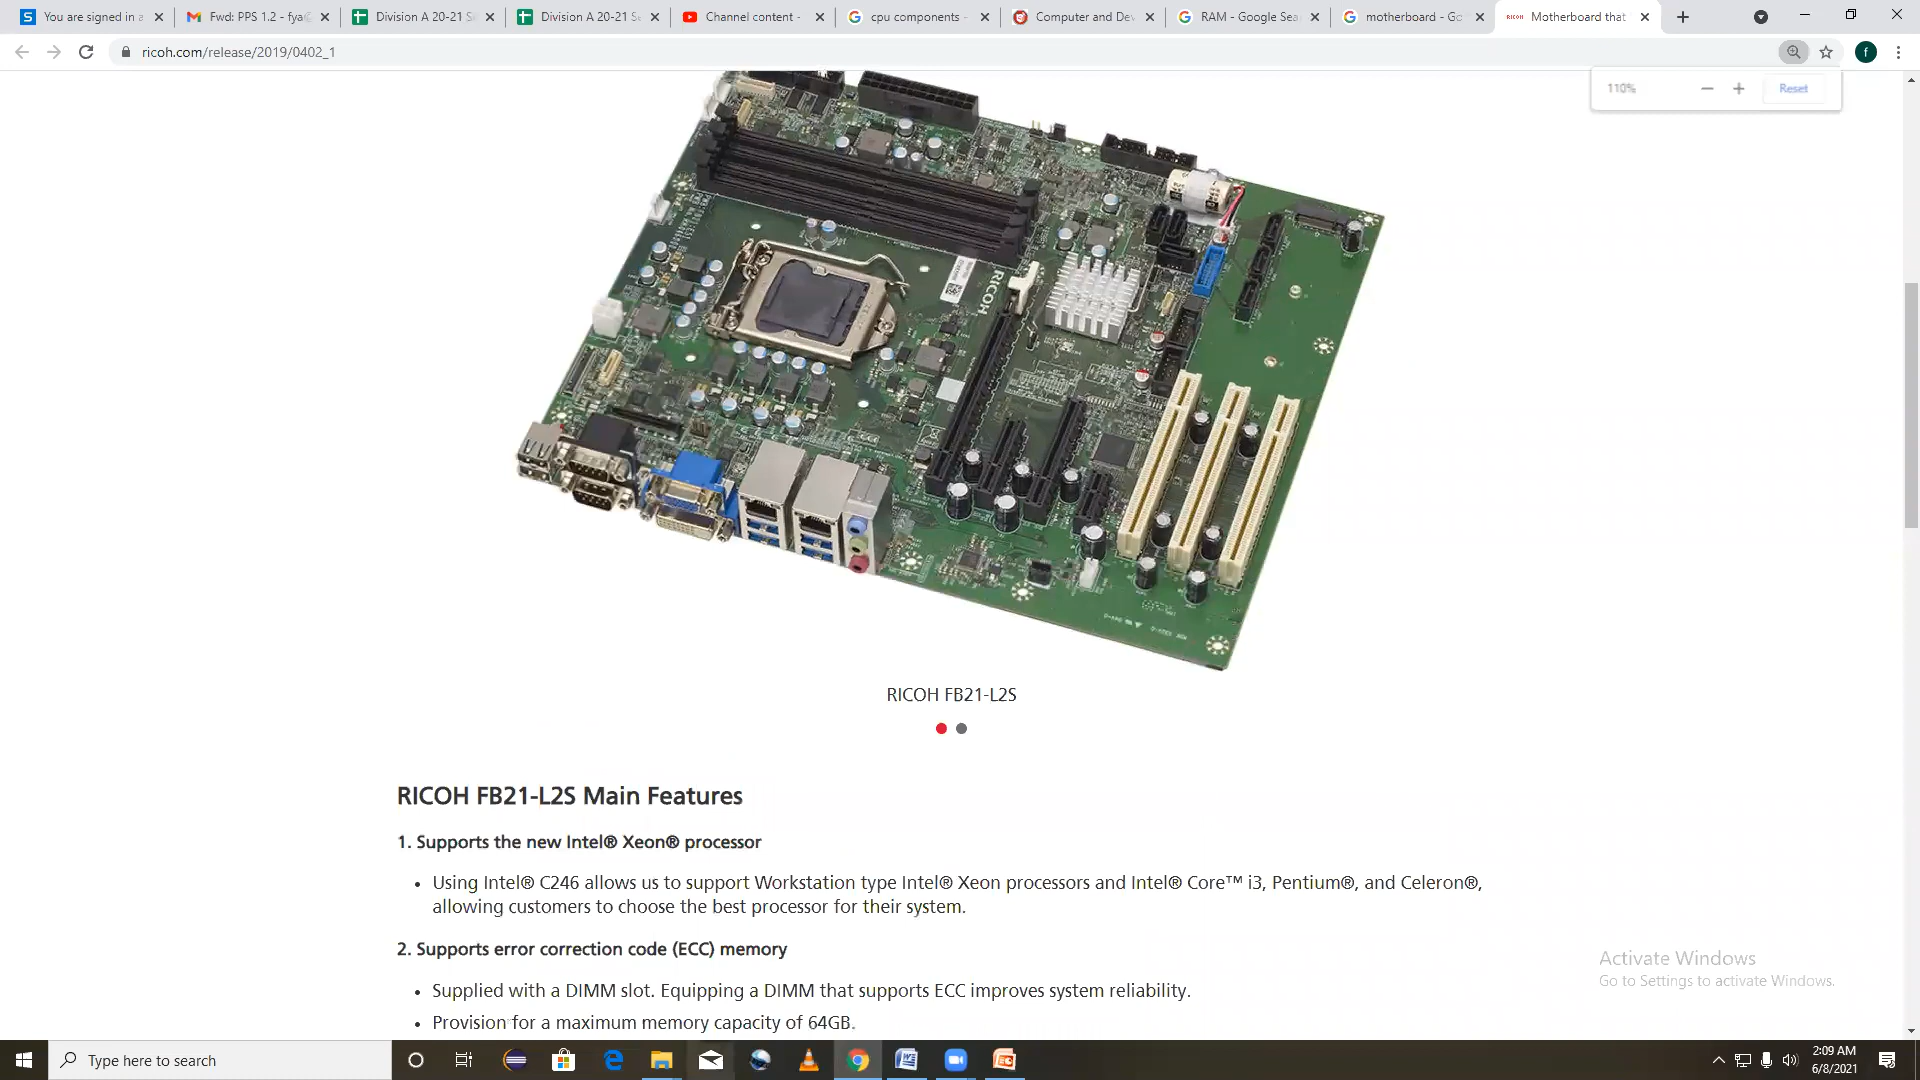 You are signed in a
Fwd: PPS 1.2 - fya
Division A 20-21 S
Division A 20-21 Se
Channel content -
cpu components -
Computer and Dev
RAM - Google Sea
motherboard - Go
RICOH
Motherboard that
ricoh.com/release/2019/0402_1
f
110%
Reset
RICOH
RICOH FB21-L2S
RICOH FB21-L2S Main Features
1. Supports the new Intel® Xeon® processor
• Using Intel® C246 allows us to support Workstation type Intel® Xeon processors and Intel® Core™ i3, Pentium®, and Celeron®,
allowing customers to choose the best processor for their system.
2. Supports error correction code (ECC) memory
• Supplied with a DIMM slot. Equipping a DIMM that supports ECC improves system reliability.
• Provision for a maximum memory capacity of 64GB.
Activate Windows
Go to Settings to activate Windows.
Type here to search
2:09 AM
6/8/2021